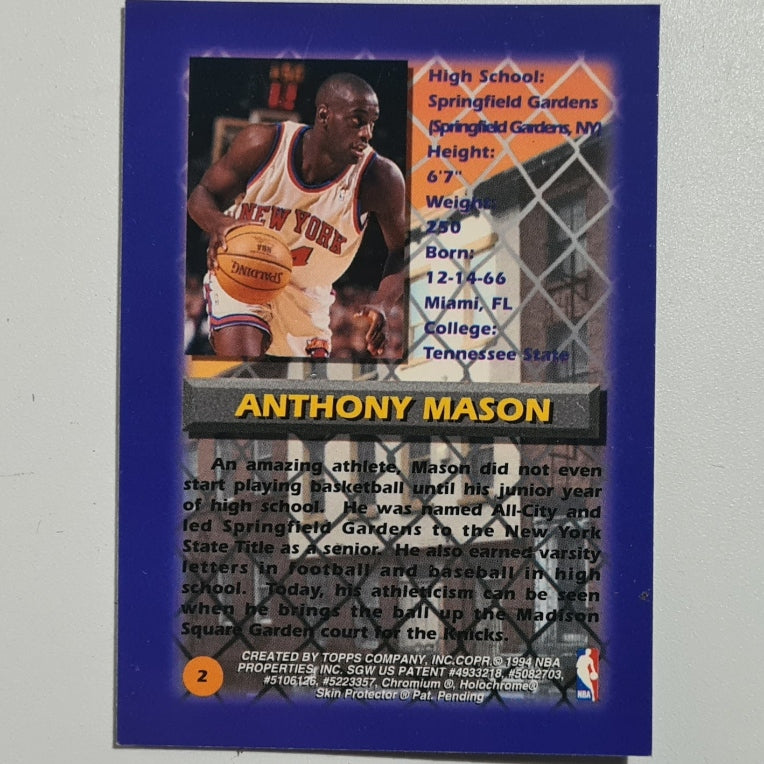 High School:
Springfield Gardens
(Springfield Gardens, NY)
Height:
6'7"
Weight:
250
Born:
12-14-66
Miami, FL
College:
Tennessee State
NEW YORK
4
SPALDING
NBA
ANTHONY MASON
An amazing athlete, Mason did not even
start playing basketball until his junior year
of high school. He was named All-City and
led Springfield Gardens to the New York
State Title as a senior. He also earned varsity
letters in football and baseball in high
school. Today, his athleticism can be seen
when he brings the ball up the Madison
Square Garden court for the Knicks.
2
CREATED BY TOPPS COMPANY, INC.COPR.© 1994 NBA
PROPERTIES, INC. SGW US PATENT #4933218, #5082703,
#5106126, #5223357, Chromium ®, Holochrome®
Skin Protector ® Pat. Pending
NBA